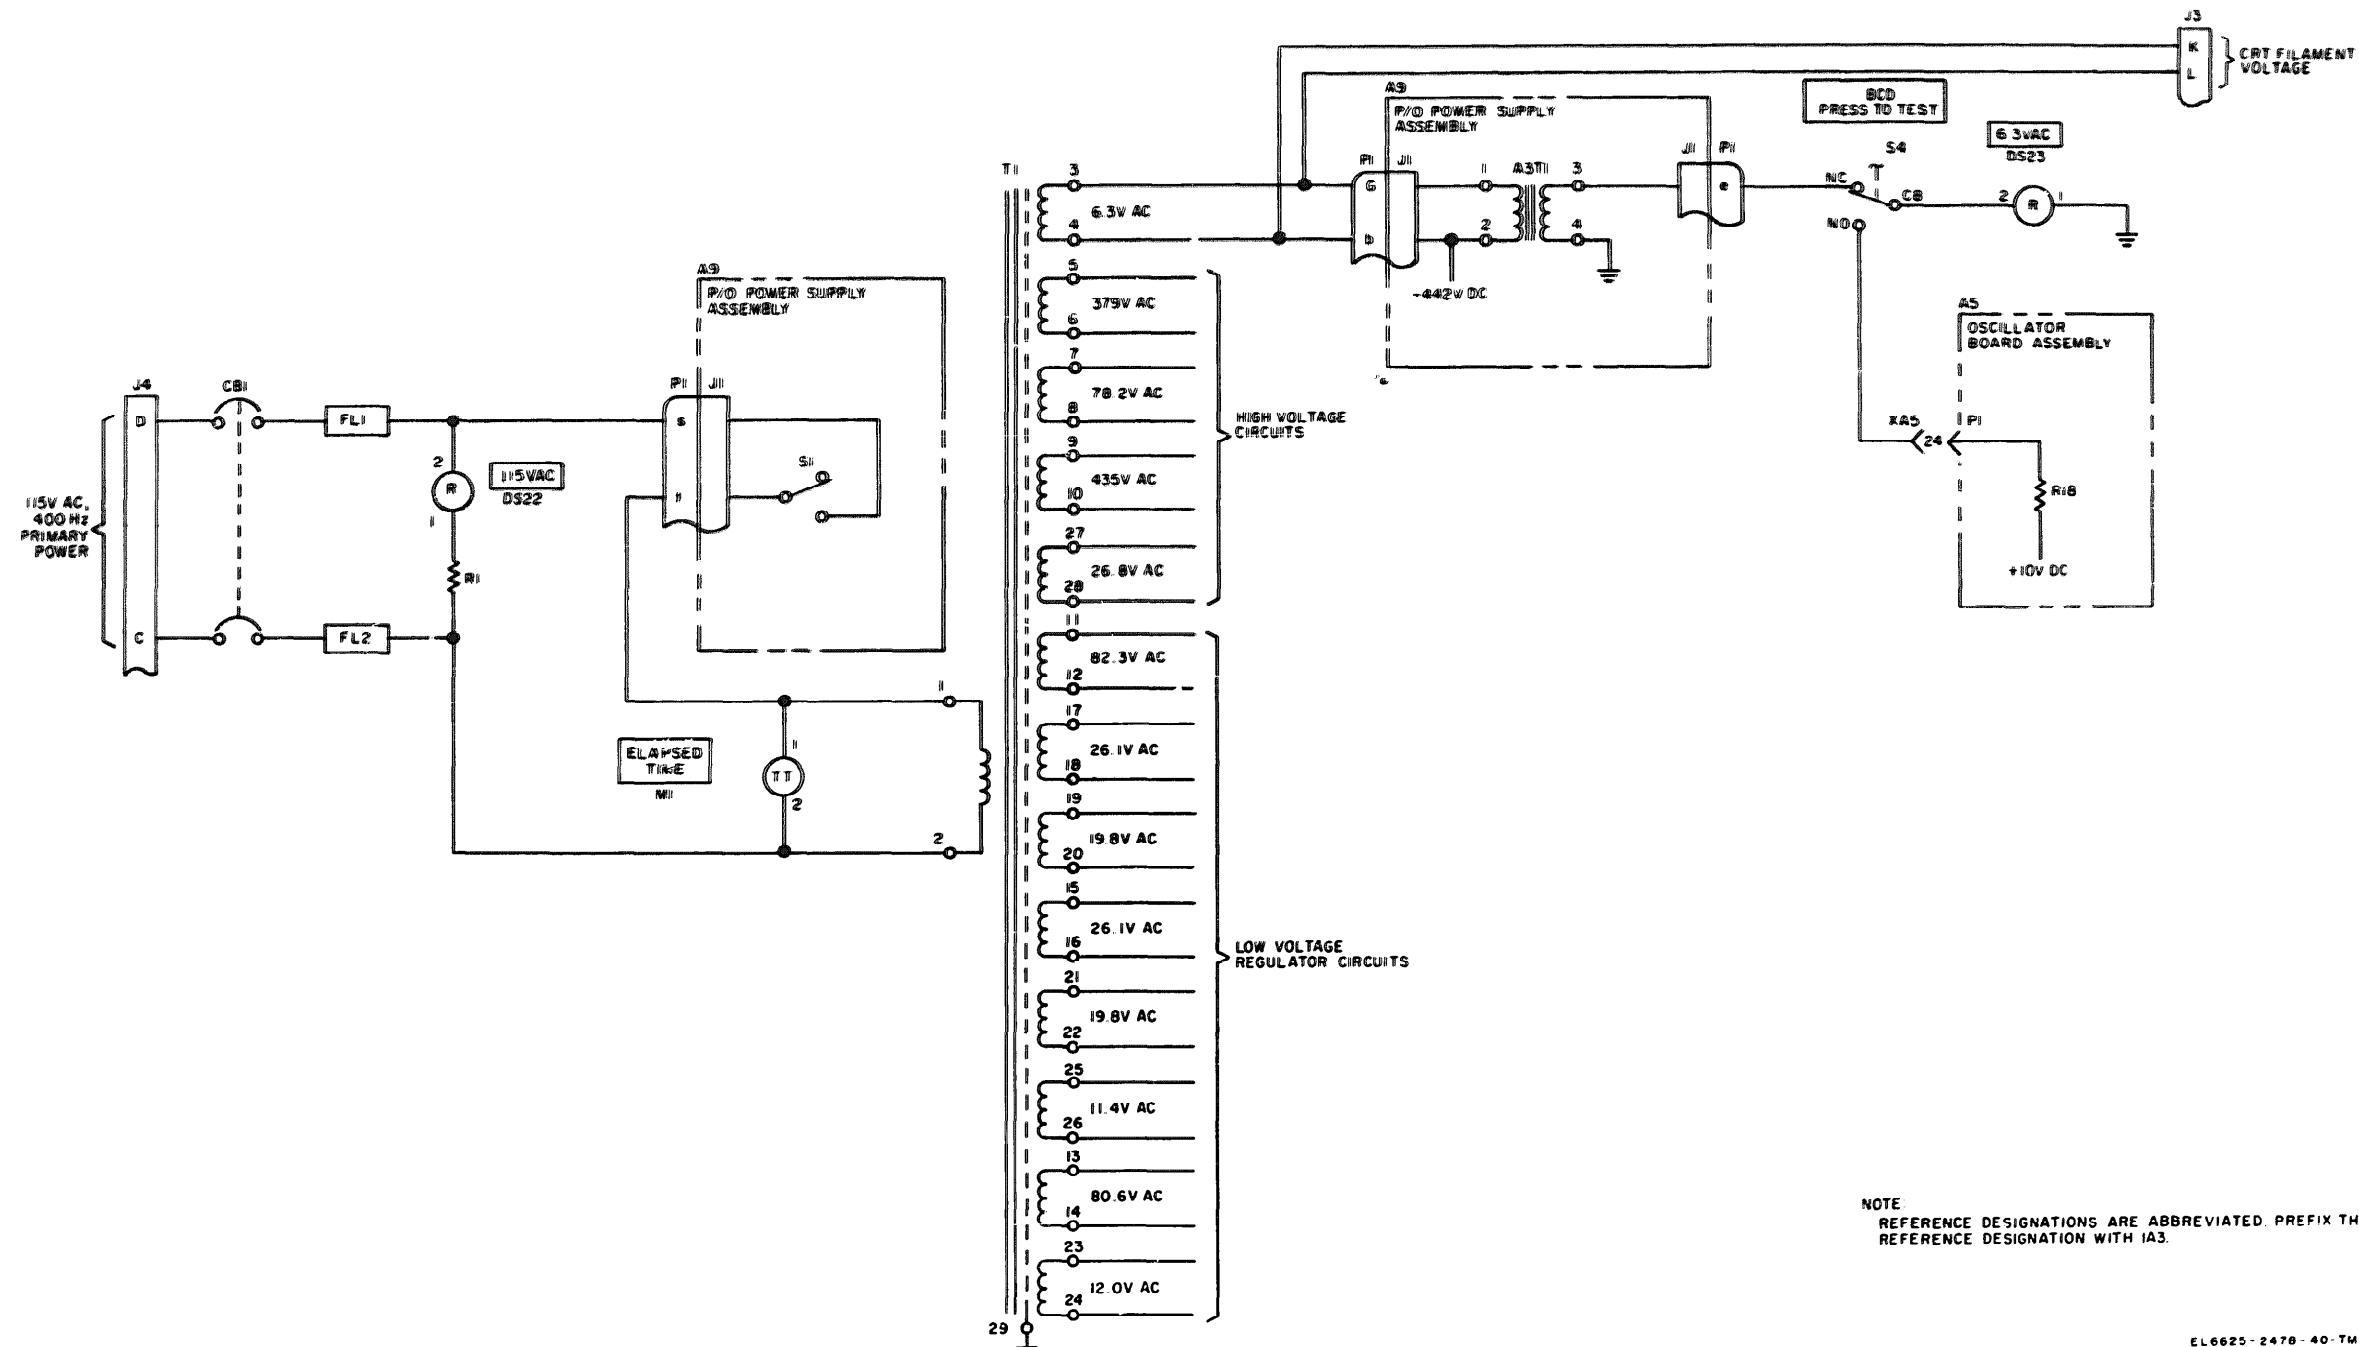 J3
K
L
CRT FILAMENT
VOLTAGE
A9
P/O POWER SUPPLY
ASSEMBLY
BCD
PRESS TO TEST
6.3VAC
DS23
S4
T1
3
6.3V AC
4
P1
J1
G
D
1
A3T1
3
2
4
-442V DC
J1
P1
e
NC
C8
NO
2
R
1
5
379V AC
6
7
78.2V AC
8
9
435V AC
10
27
26.8V AC
28
HIGH VOLTAGE
CIRCUITS
A5
OSCILLATOR
BOARD ASSEMBLY
XA5
24
P1
R18
+10V DC
A9
P/O POWER SUPPLY
ASSEMBLY
J4
CB1
D
FL1
P1
J1
s
S1
2
R
1
115VAC
DS22
115V AC,
400 HZ
PRIMARY
POWER
R1
C
FL2
11
82.3V AC
12
17
26.1V AC
18
19
19.8V AC
20
15
26.1V AC
16
21
19.8V AC
22
25
11.4V AC
26
13
80.6V AC
14
23
12.0V AC
24
29
LOW VOLTAGE
REGULATOR CIRCUITS
1
ELAPSED
TIME
M1
1
TT
2
2
NOTE:
REFERENCE DESIGNATIONS ARE ABBREVIATED. PREFIX TH
REFERENCE DESIGNATION WITH 1A3.
EL6625-2478-40-TM